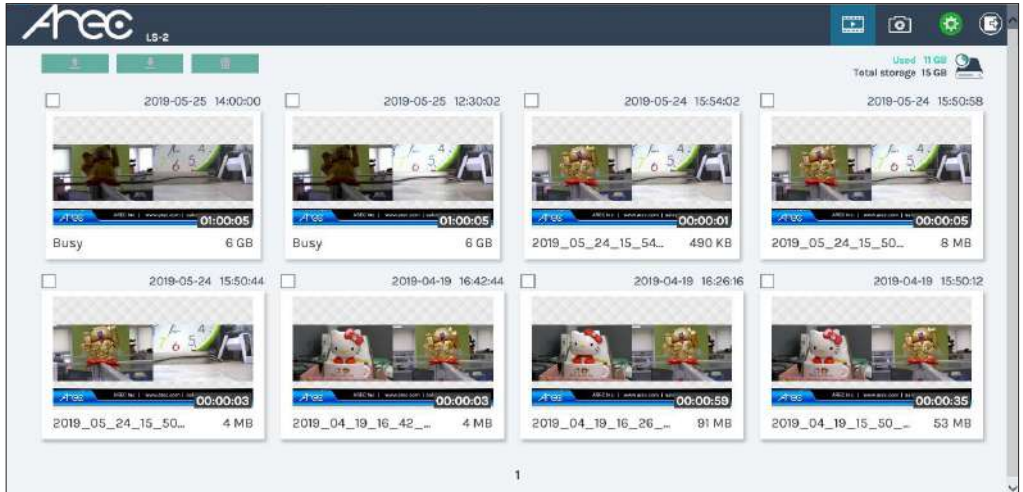 Arec LS-2
Used 11 GB
Total storage 15 GB
2019-05-25 14:00:00
2019-05-25 12:30:02
2019-05-24 15:54:02
2019-05-24 15:50:58
01:00:05
01:00:05
00:00:01
00:00:05
Busy 6 GB
Busy 6 GB
2019_05_24_15_54... 490 KB
2019_05_24_15_50... 8 MB
2019-05-24 15:50:44
2019-04-19 16:42:44
2019-04-19 16:26:16
2019-04-19 15:50:12
00:00:03
00:00:03
00:00:59
00:00:35
2019_05_24_15_50... 4 MB
2019_04_19_16_42_... 4 MB
2019_04_19_16_26_... 91 MB
2019_04_19_15_50_... 53 MB
1